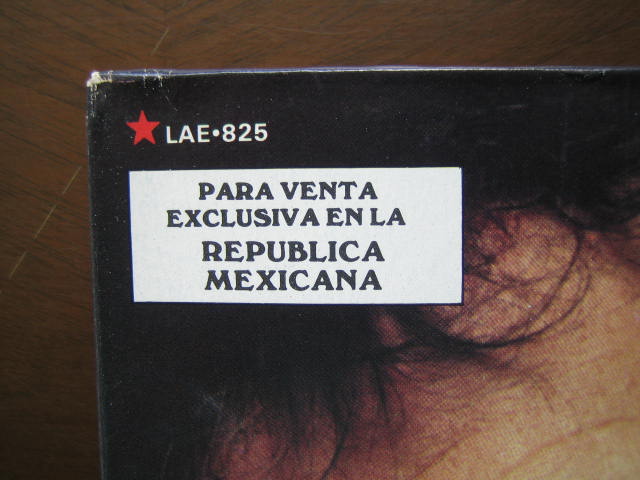 LAE•825
PARA VENTA
EXCLUSIVA EN LA
REPUBLICA
MEXICANA